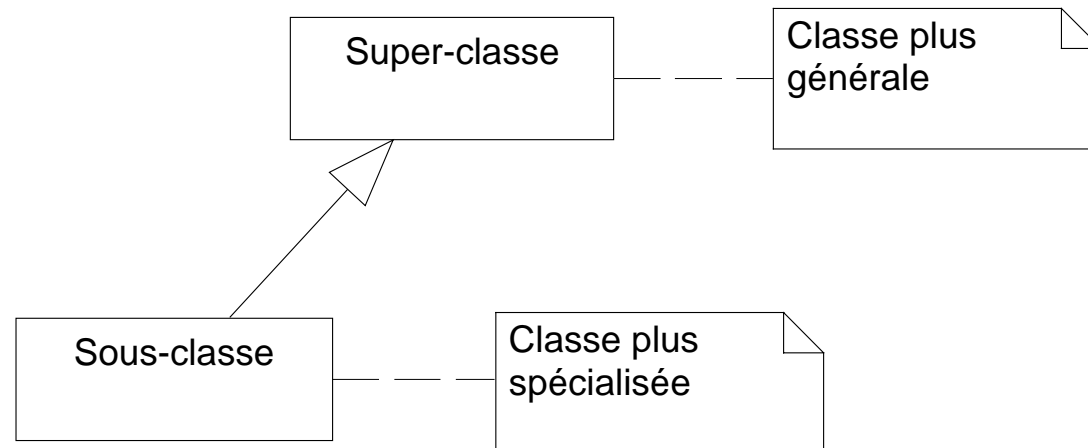 Super-classe
Classe plus
générale
Sous-classe
Classe plus
spécialisée